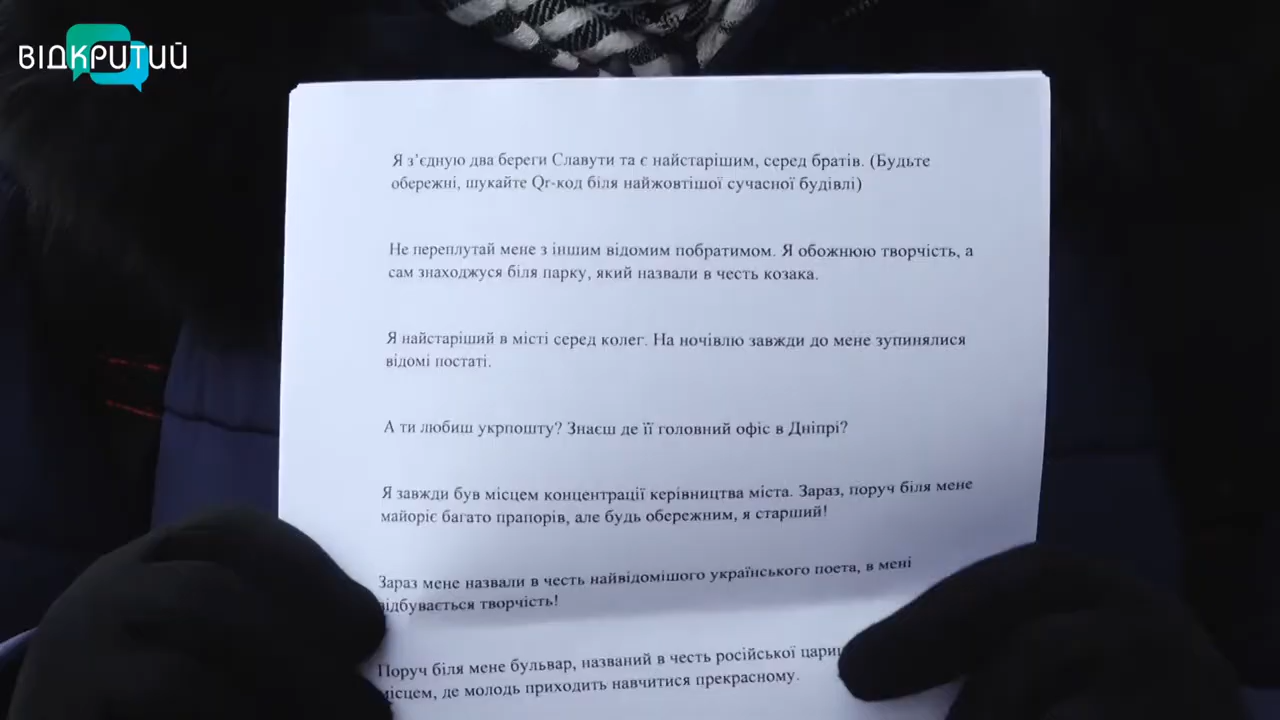 ВІДКРИТИЙ
Я з’єдную два береги Славути та є найстарішим, серед братів. (Будьте
обережні, шукайте Qr-код біля найжовтішої сучасної будівлі)
Не переплутай мене з іншим відомим побратимом. Я обожнюю творчість, а
сам знаходжуся біля парку, який назвали в честь козака.
Я найстаріший в місті серед колег. На ночівлю завжди до мене зупинялися
відомі постаті.
А ти любиш укрпошту? Знаєш де її головний офіс в Дніпрі?
Я завжди був місцем концентрації керівництва міста. Зараз, поруч біля мене
майоріє багато прапорів, але будь обережним, я старший!
Зараз мене назвали в честь найвідомішого українського поета, в мені
відбувається творчість!
Поруч біля мене бульвар, названий в честь російської
місцем, де молодь приходить навчитися прекрасному.